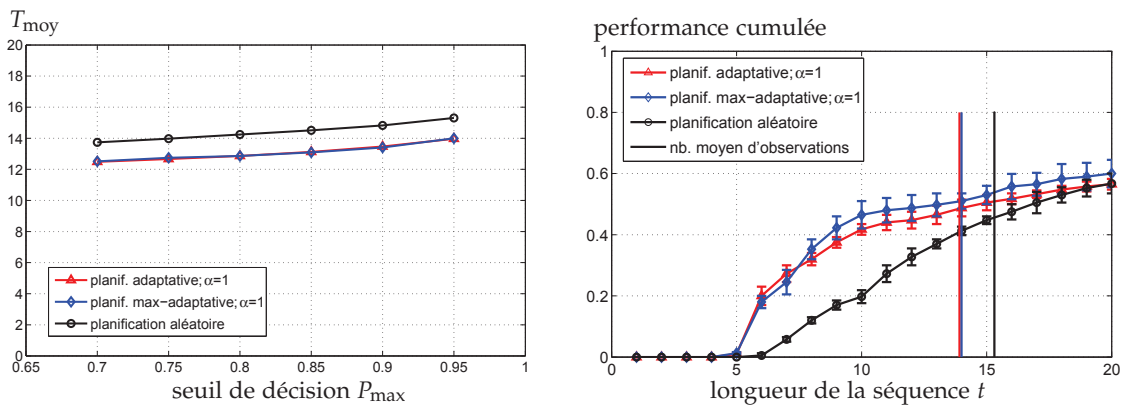 T_moy
20
18
16
14
12
10
8
6
4
2
0
planif. adaptative; α=1
planif. max−adaptative; α=1
planification aléatoire
0.65 0.7 0.75 0.8 0.85 0.9 0.95 1
seuil de décision P_max
performance cumulée
1
0.8
0.6
0.4
0.2
0
planif. adaptative; α=1
planif. max−adaptative; α=1
planification aléatoire
nb. moyen d'observations
0 5 10 15 20
longueur de la séquence t